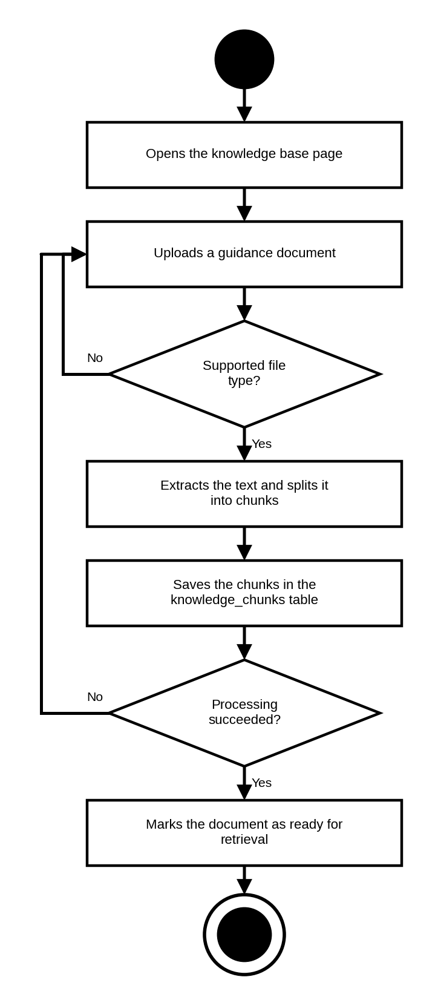 Opens the knowledge base page
Uploads a guidance document
No
Supported file
type?
Yes
Extracts the text and splits it
into chunks
Saves the chunks in the
knowledge_chunks table
No
Processing
succeeded?
Yes
Marks the document as ready for
retrieval